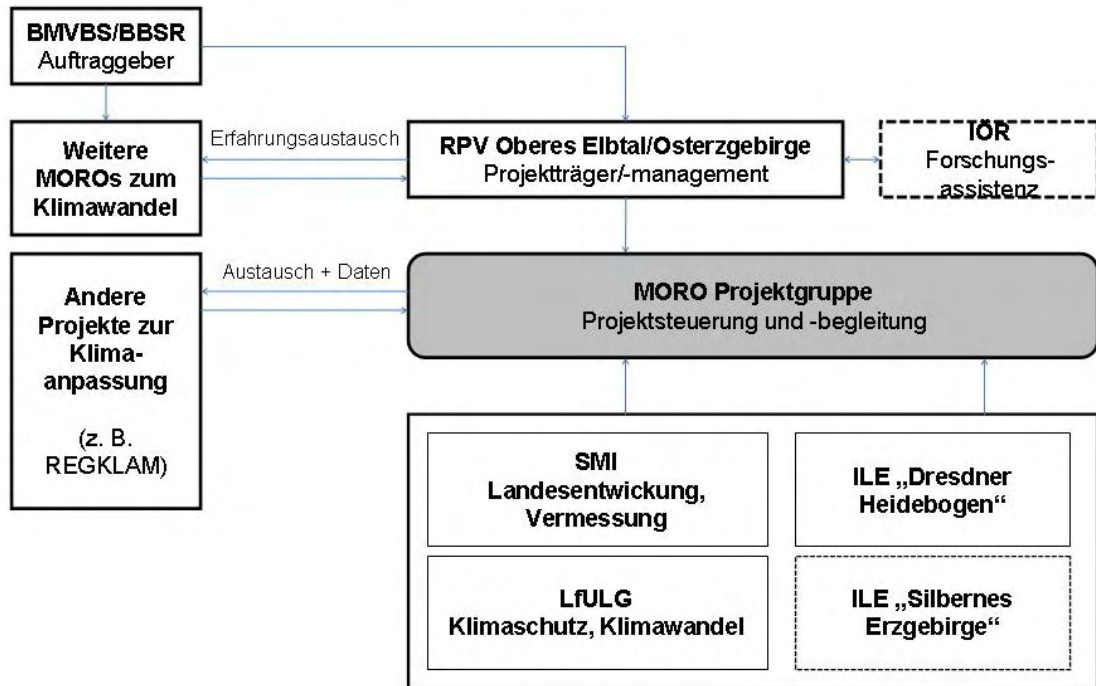 BMVBS/BBSR
Auftraggeber
Weitere
MOROs zum
Klimawandel
Erfahrungsaustausch
RPV Oberes Elbtal/Osterzgebirge
Projektträger/-management
IÖR
Forschungs-
assistenz
Andere
Projekte zur
Klima-
anpassung
(z. B.
REGKLAM)
Austausch + Daten
MORO Projektgruppe
Projektsteuerung und -begleitung
SMI
Landesentwickung,
Vermessung
ILE „Dresdner
Heidebogen“
LfULG
Klimaschutz, Klimawandel
ILE „Silbernes
Erzgebirge“